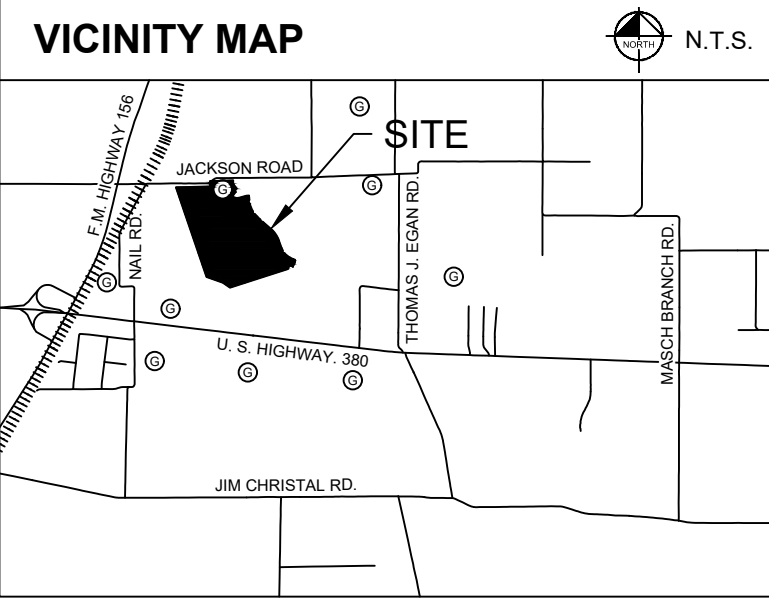 VICINITY MAP
NORTH
N.T.S.
G
F.M. HIGHWAY 156
SITE
JACKSON ROAD
G
G
NAIL RD.
THOMAS J. EGAN RD.
MASCH BRANCH RD.
G
G
G
U. S. HIGHWAY. 380
G
G
G
JIM CHRISTAL RD.